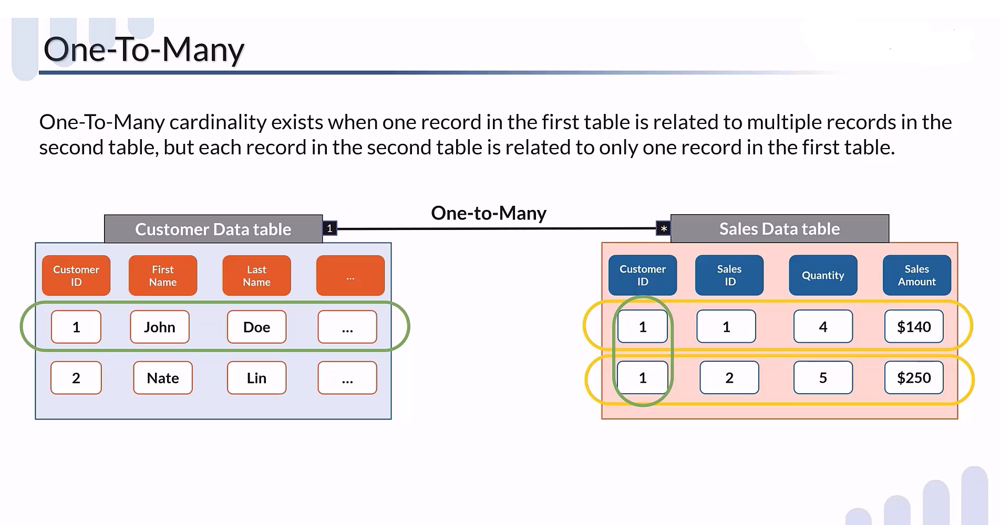 One-To-Many
One-To-Many cardinality exists when one record in the first table is related to multiple records in the
second table, but each record in the second table is related to only one record in the first table.
One-to-Many
Customer Data table
1
*
Sales Data table
Customer
ID
First
Name
Last
Name
...
1
John
Doe
...
2
Nate
Lin
...
Customer
ID
Sales
ID
Quantity
Sales
Amount
1
1
4
$140
1
2
5
$250